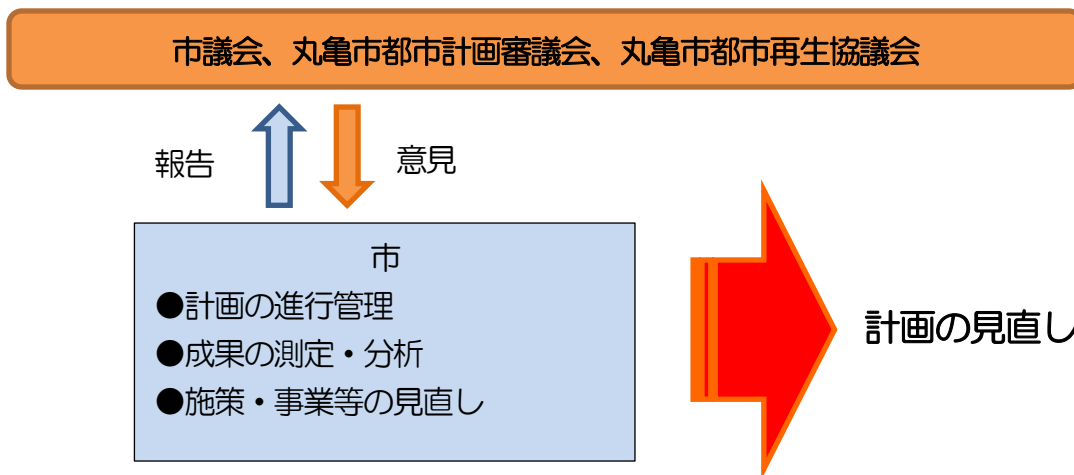 市議会、丸亀市都市計画審議会、丸亀市都市再生協議会
報告
意見
市
●計画の進行管理
●成果の測定・分析
●施策・事業等の見直し
計画の見直し